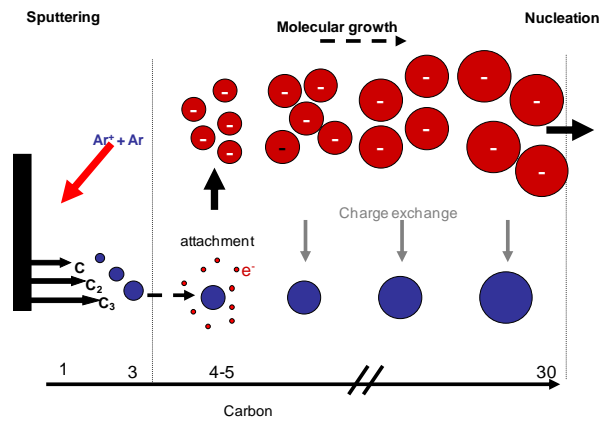 Sputtering
Nucleation
Molecular growth
Ar+ + Ar
- - - - -
- - - - -
- - - -
- - - -
Charge exchange
attachment
e-
C
C2
C3
1 3 4-5 30
Carbon